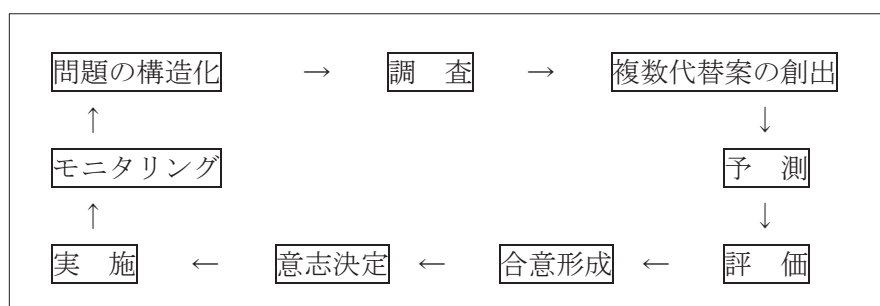 問題の構造化 → 調　査 → 複数代替案の創出
↑ ↓
モニタリング 予　測
↑ ↓
実　施 ← 意志決定 ← 合意形成 ← 評　価